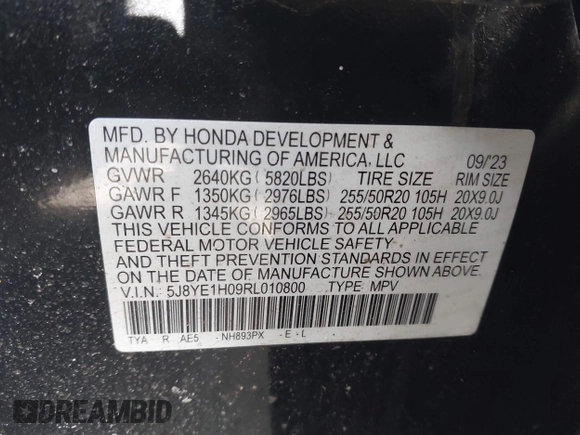 MFD. BY HONDA DEVELOPMENT &
MANUFACTURING OF AMERICA, LLC 09/'23
GVWR 2640KG ( 5820LBS) TIRE SIZE RIM SIZE
GAWR F 1350KG ( 2976LBS) 255/50R20 105H 20X9.0J
GAWR R 1345KG ( 2965LBS) 255/50R20 105H 20X9.0J
THIS VEHICLE CONFORMS TO ALL APPLICABLE
FEDERAL MOTOR VEHICLE SAFETY
AND THEFT PREVENTION STANDARDS IN EFFECT
ON THE DATE OF MANUFACTURE SHOWN ABOVE.
V.I.N.: 5J8YE1H09RL010800 TYPE: MPV
TYA R AE5 NH893PX - E - L
DREAMBID